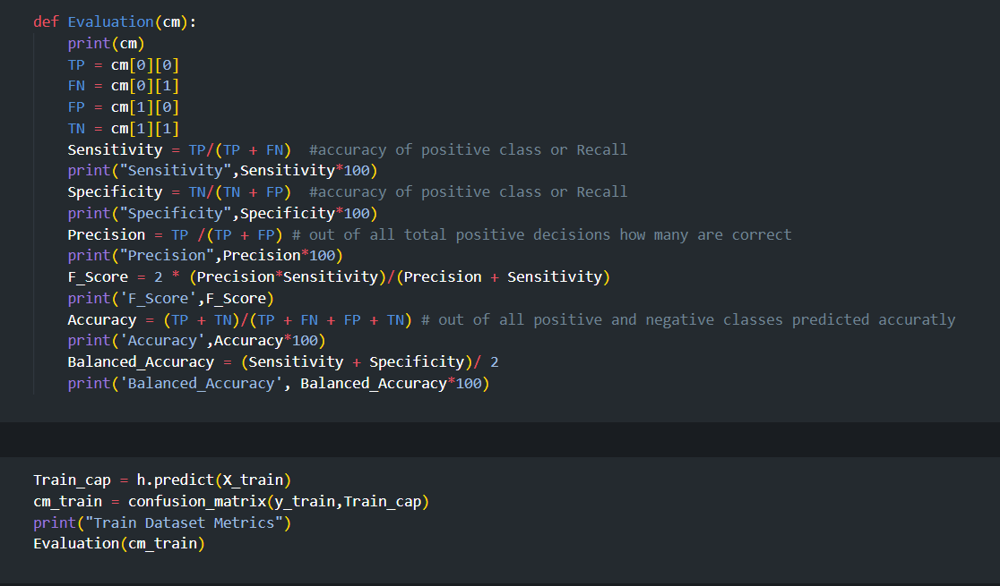 def Evaluation(cm):
    print(cm)
    TP = cm[0][0]
    FN = cm[0][1]
    FP = cm[1][0]
    TN = cm[1][1]
    Sensitivity = TP/(TP + FN)  #accuracy of positive class or Recall
    print("Sensitivity",Sensitivity*100)
    Specificity = TN/(TN + FP)  #accuracy of positive class or Recall
    print("Specificity",Specificity*100)
    Precision = TP /(TP + FP) # out of all total positive decisions how many are correct
    print("Precision",Precision*100)
    F_Score = 2 * (Precision*Sensitivity)/(Precision + Sensitivity)
    print('F_Score',F_Score)
    Accuracy = (TP + TN)/(TP + FN + FP + TN) # out of all positive and negative classes predicted accuratly
    print('Accuracy',Accuracy*100)
    Balanced_Accuracy = (Sensitivity + Specificity)/ 2
    print('Balanced_Accuracy', Balanced_Accuracy*100)
Train_cap = h.predict(X_train)
cm_train = confusion_matrix(y_train,Train_cap)
print("Train Dataset Metrics")
Evaluation(cm_train)